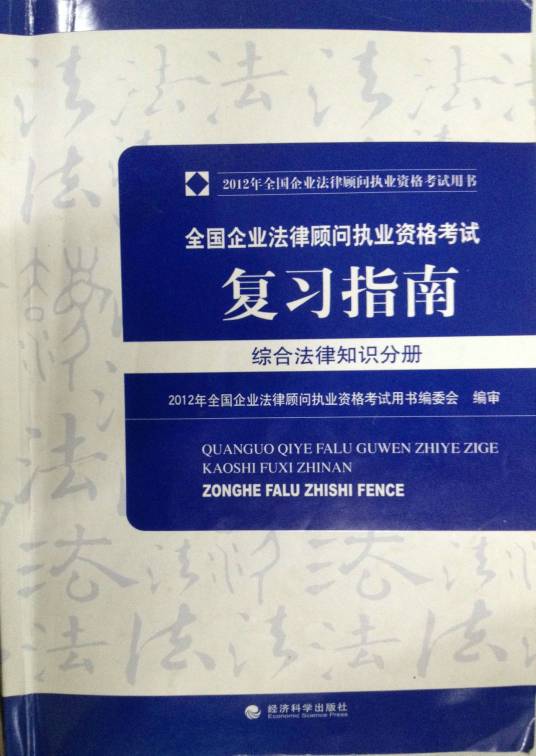 2012年全国企业法律顾问执业资格考试用书
全国企业法律顾问执业资格考试
复习指南
综合法律知识分册
2012年全国企业法律顾问执业资格考试用书编委会 编审
QUANGUO QIYE FALU GUWEN ZHIYE ZIGE
KAOSHI FUXI ZHINAN
ZONGHE FALU ZHISHI FENCE
经济科学出版社
Economic Science Press